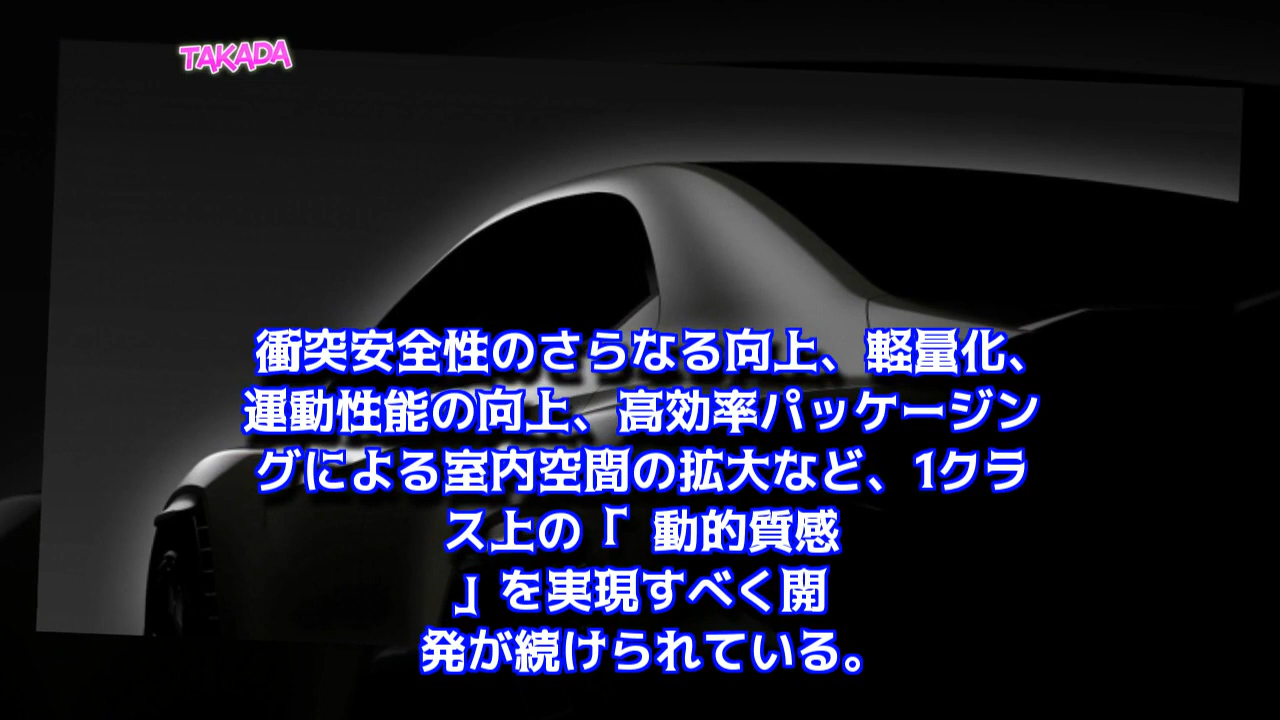 TAKADA
衝突安全性のさらなる向上、軽量化、
運動性能の向上、高効率パッケージン
グによる室内空間の拡大など、1クラ
ス上の「 動的質感
」を実現すべく開
発が続けられている。